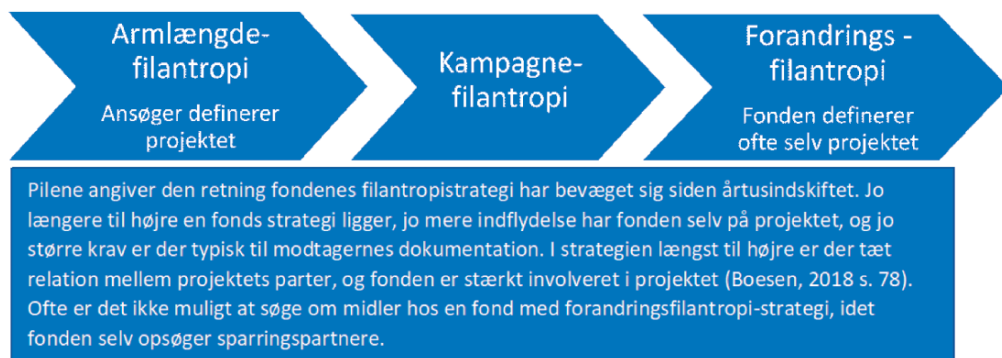 Armlængde-
filantropi
Ansøger definerer
projektet
Kampagne-
filantropi
Forandrings -
filantropi
Fonden definerer
ofte selv projektet
Pilene angiver den retning fondenes filantropistrategi har bevæget sig siden årtusindskiftet. Jo
længere til højre en fonds strategi ligger, jo mere indflydelse har fonden selv på projektet, og jo
større krav er der typisk til modtagernes dokumentation. I strategien længst til højre er der tæt
relation mellem projektets parter, og fonden er stærkt involveret i projektet (Boesen, 2018 s. 78).
Ofte er det ikke muligt at søge om midler hos en fond med forandringsfilantropi-strategi, idet
fonden selv opsøger sparringspartnere.